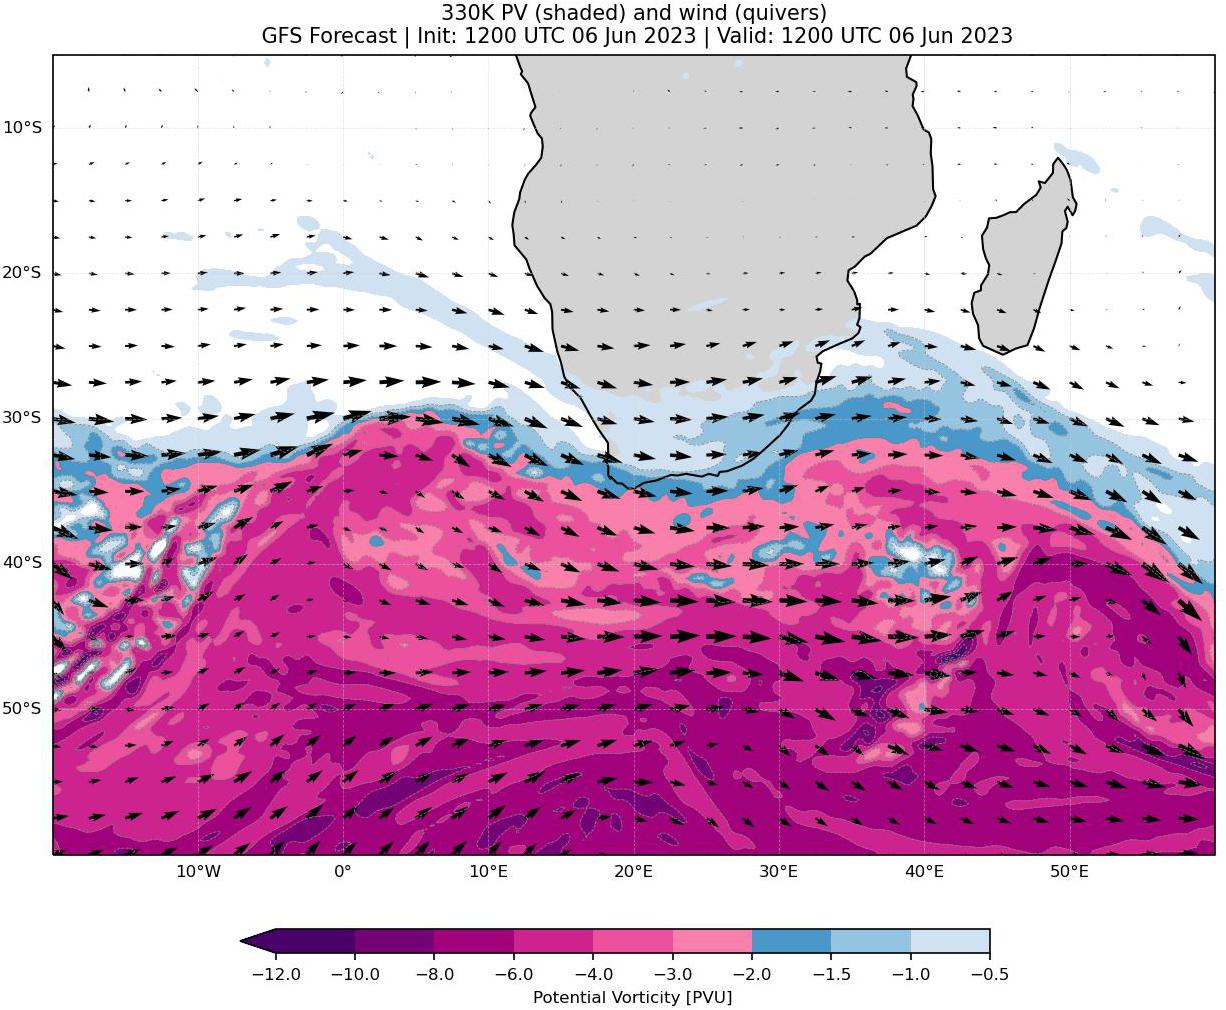 330K PV (shaded) and wind (quivers)
GFS Forecast | Init: 1200 UTC 06 Jun 2023 | Valid: 1200 UTC 06 Jun 2023
10°S
20°S
30°S
40°S
50°S
10°W 0° 10°E 20°E 30°E 40°E 50°E
−12.0 −10.0 −8.0 −6.0 −4.0 −3.0 −2.0 −1.5 −1.0 −0.5
Potential Vorticity [PVU]